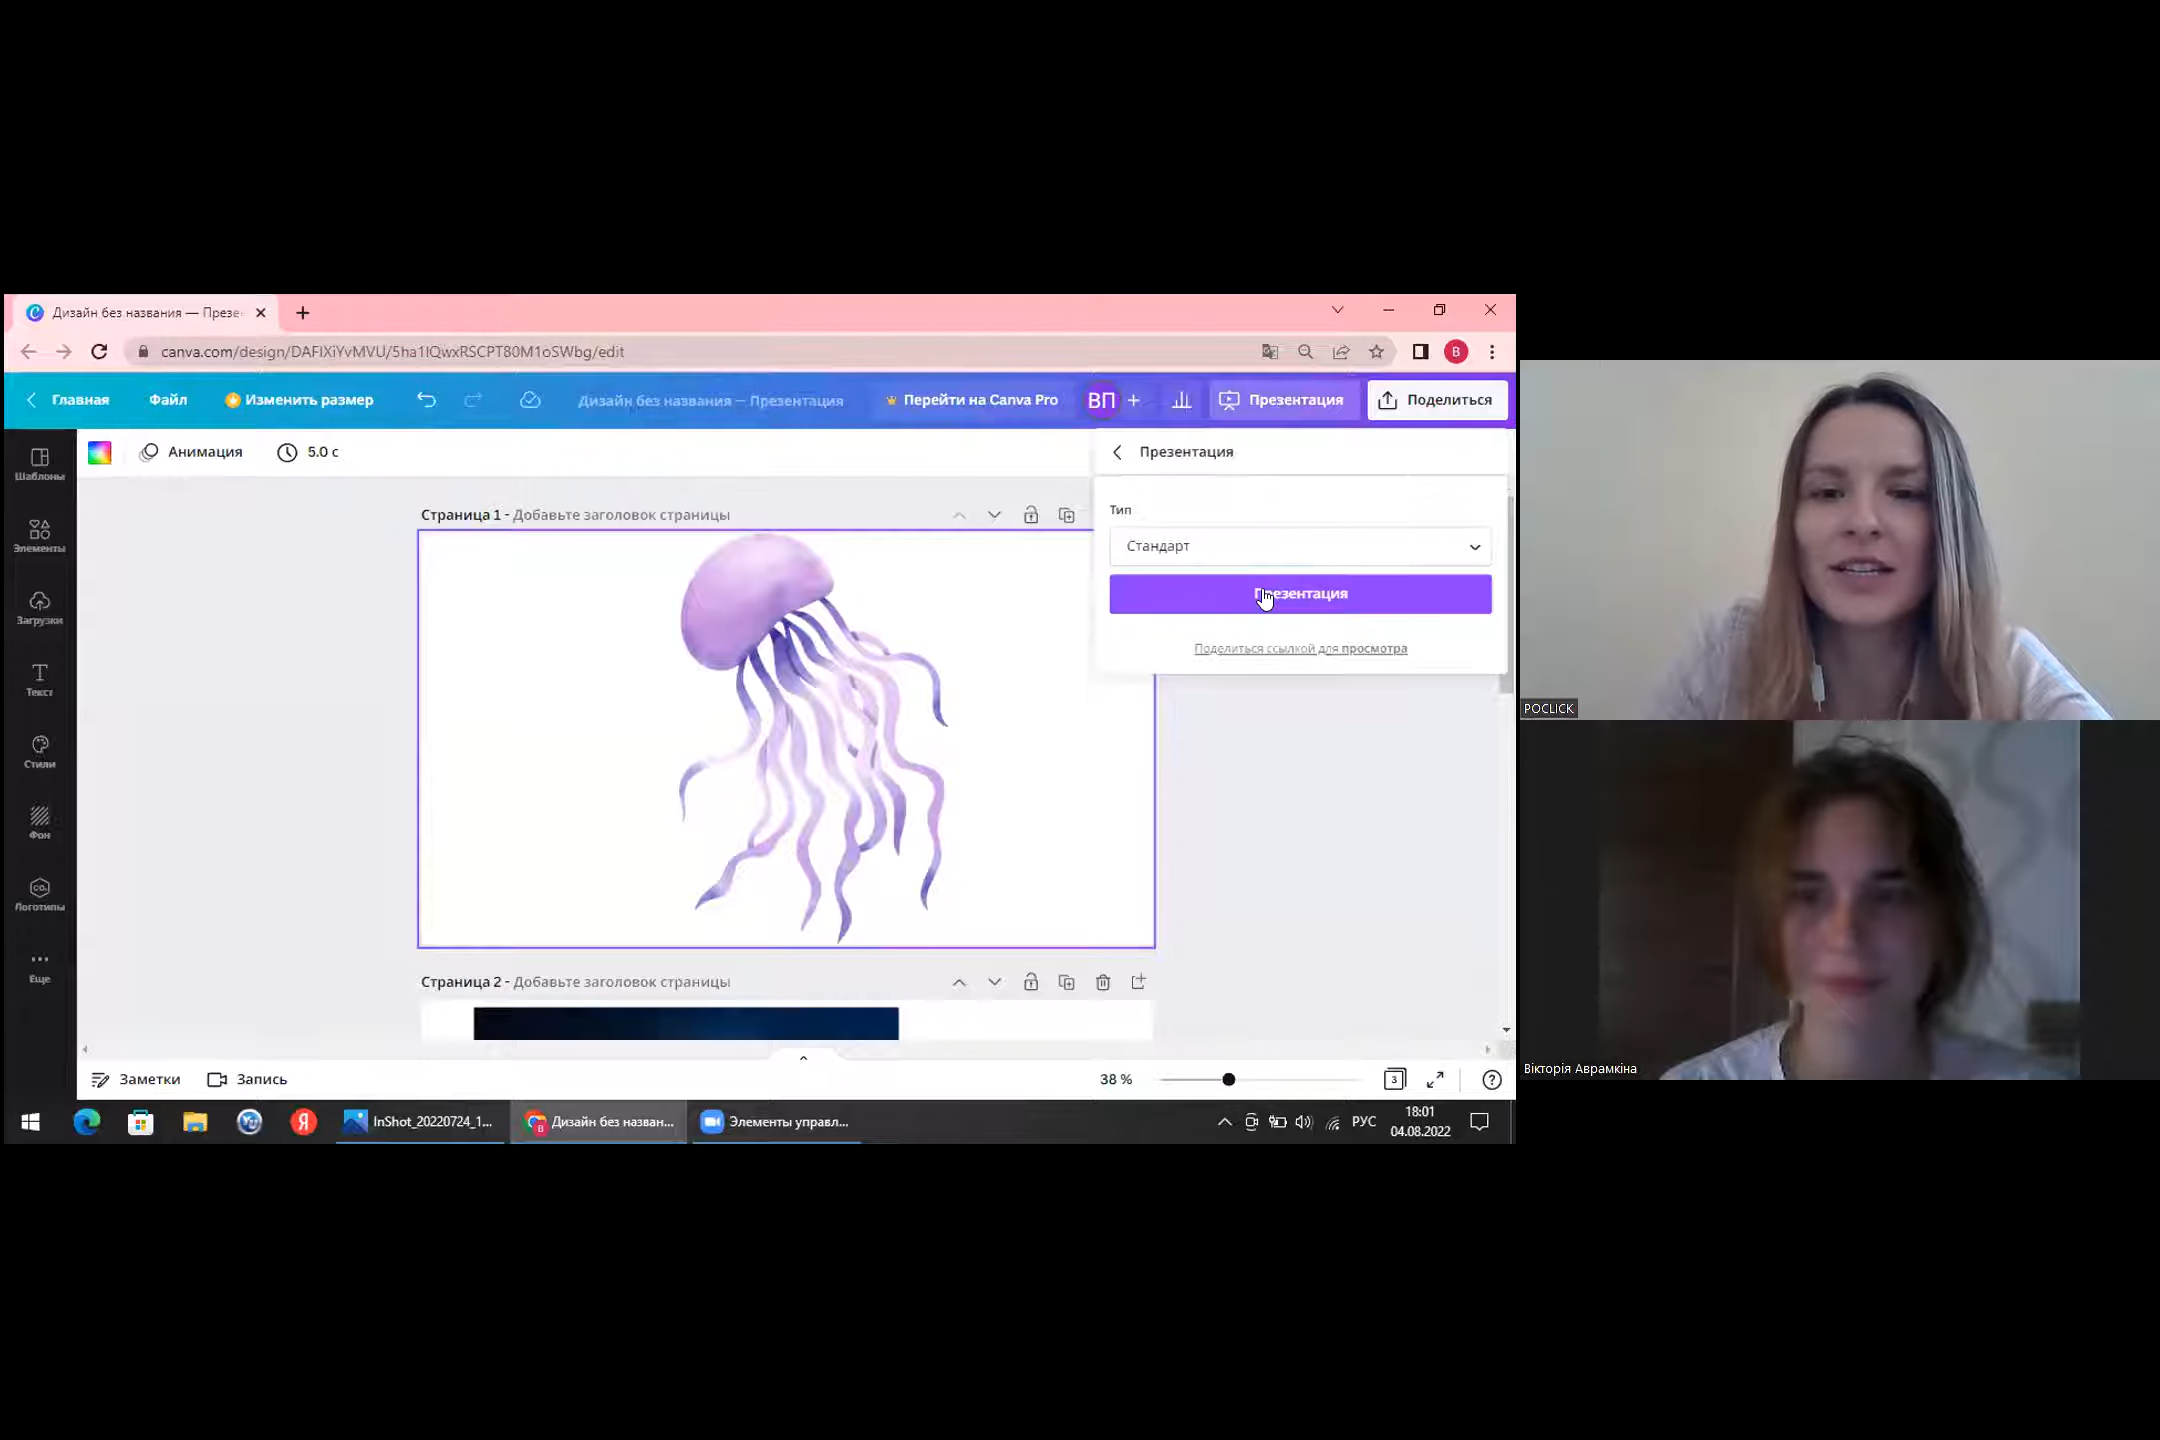 Дизайн без названия — Презе
canva.com/design/DAFIXiYvMVU/5ha1IQwxRSCPT80M1oSWbg/edit
B
Главная
Файл
Изменить размер
Дизайн без названия — Презентация
Перейти на Canva Pro
ВП
Презентация
Поделиться
Шаблоны
Элементы
Загрузки
Текст
Стили
Фон
CO.
Логотипы
Еще
Анимация
5.0 с
Презентация
Тип
Стандарт
Презентация
Поделиться ссылкой для просмотра
Страница 1 - Добавьте заголовок страницы
Страница 2 - Добавьте заголовок страницы
Заметки
Запись
38 %
3
InShot_20220724_1...
Дизайн без назван...
Элементы управл...
РУС
18:01
04.08.2022
POCLICK
Вікторія Аврамкіна